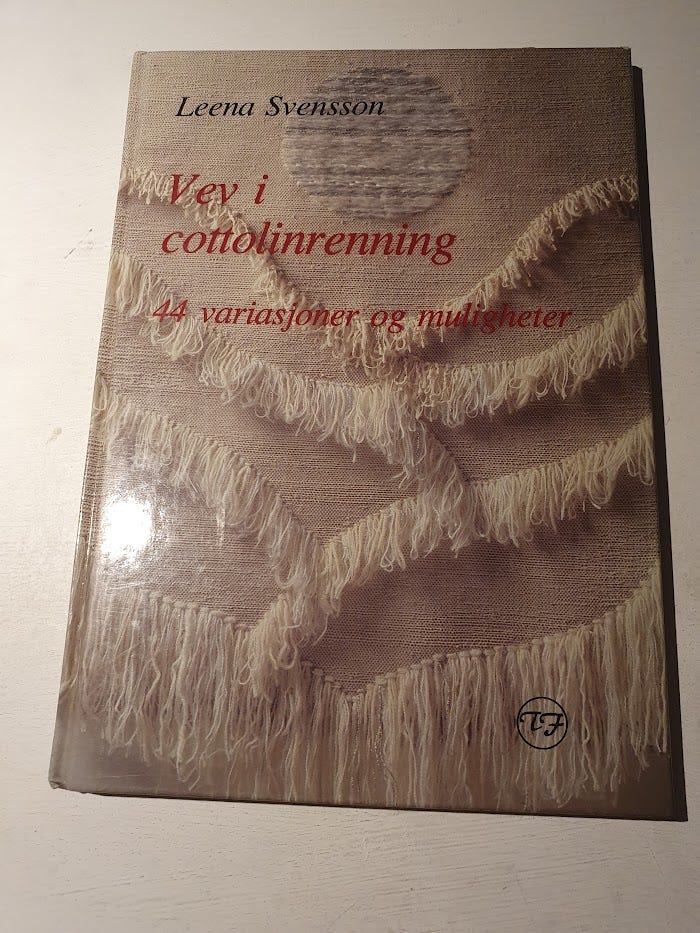 Leena Svensson
Vev i
cottolinrenning
44 variasjoner og muligheter
TF